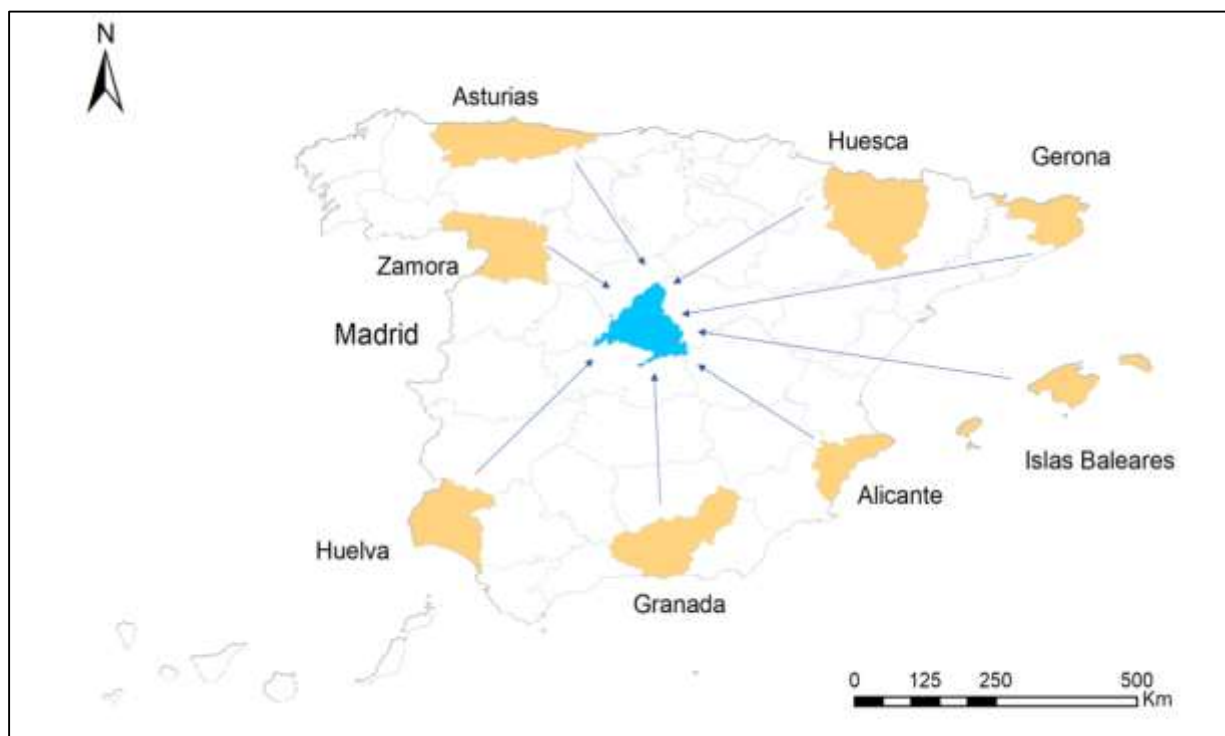 N
Asturias
Huesca
Gerona
Zamora
Madrid
Islas Baleares
Alicante
Huelva
Granada
0 125 250 500
Km